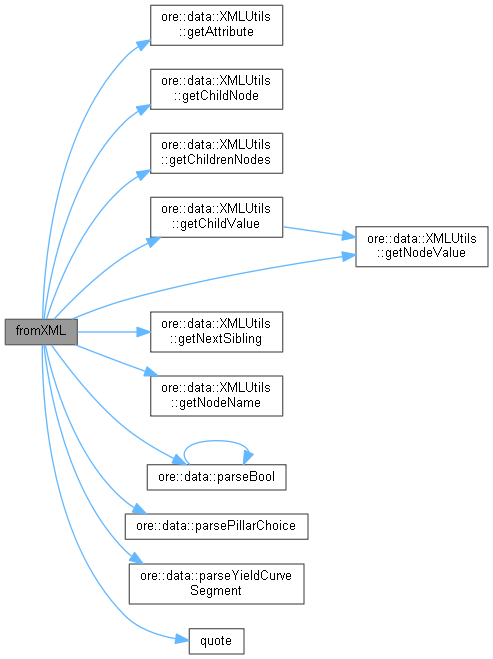 ore::data::XMLUtils
::getAttribute
ore::data::XMLUtils
::getChildNode
ore::data::XMLUtils
::getChildrenNodes
ore::data::XMLUtils
::getChildValue
ore::data::XMLUtils
::getNodeValue
fromXML
ore::data::XMLUtils
::getNextSibling
ore::data::XMLUtils
::getNodeName
ore::data::parseBool
ore::data::parsePillarChoice
ore::data::parseYieldCurve
Segment
quote